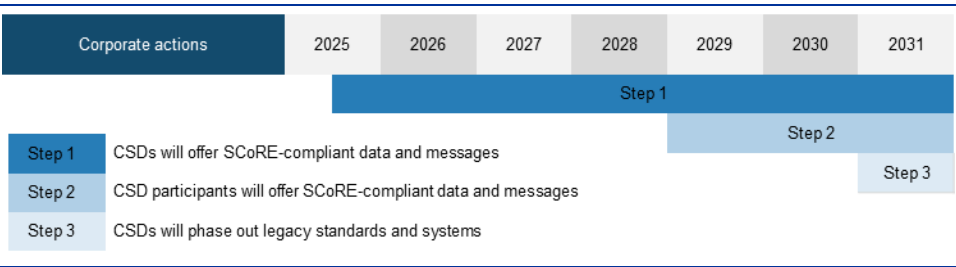 Corporate actions 2025 2026 2027 2028 2029 2030 2031
Step 1
Step 2
Step 3
Step 1 CSDs will offer SCoRE-compliant data and messages
Step 2 CSD participants will offer SCoRE-compliant data and messages
Step 3 CSDs will phase out legacy standards and systems